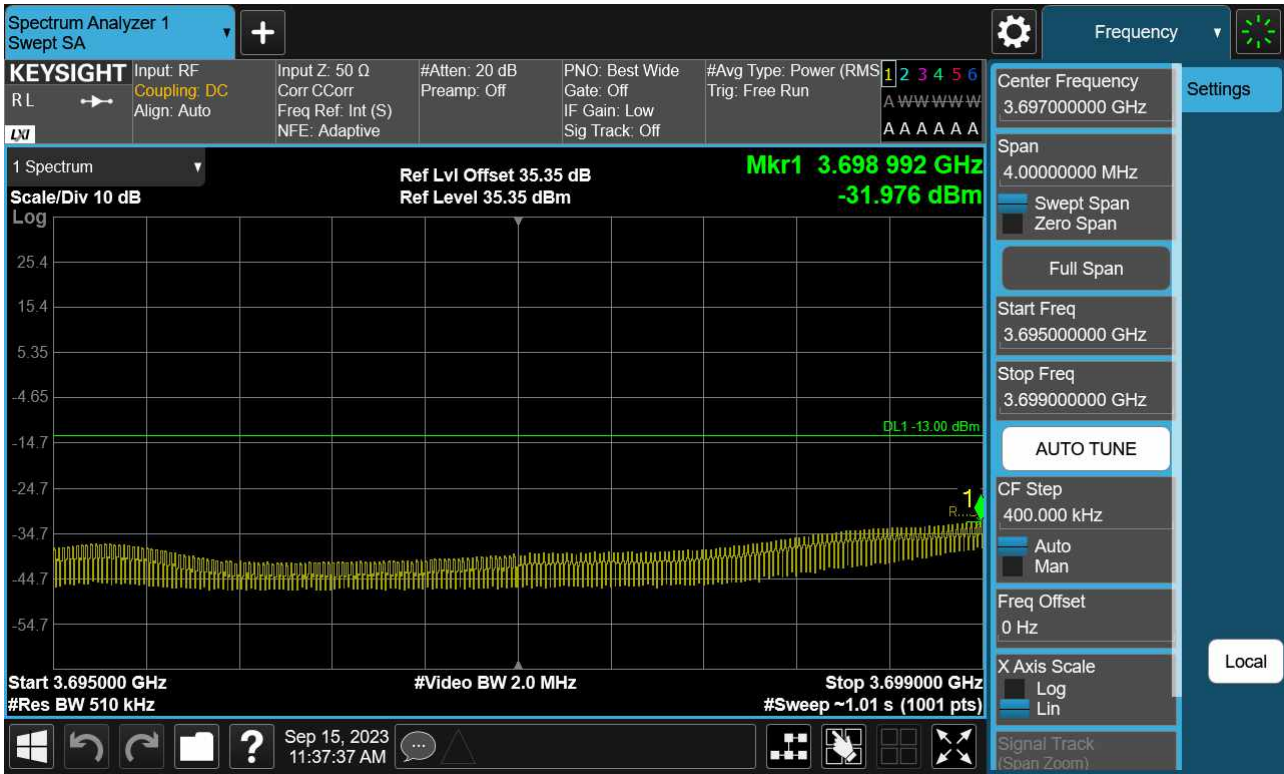 Spectrum Analyzer 1
Swept SA
+
Frequency
KEYSIGHT
RL
LXI
Input: RF
Coupling: DC
Align: Auto
Input Z: 50 Ω
Corr CCorr
Freq Ref: Int (S)
NFE: Adaptive
#Atten: 20 dB
Preamp: Off
PNO: Best Wide
Gate: Off
IF Gain: Low
Sig Track: Off
#Avg Type: Power (RMS
Trig: Free Run
1 2 3 4 5 6
A W W W W W
A A A A A A
1 Spectrum
Scale/Div 10 dB
Log
Ref Lvl Offset 35.35 dB
Ref Level 35.35 dBm
Mkr1 3.698 992 GHz
-31.976 dBm
25.4
15.4
5.35
-4.65
DL1 -13.00 dBm
-14.7
-24.7
1
-34.7
-44.7
-54.7
Start 3.695000 GHz
#Res BW 510 kHz
#Video BW 2.0 MHz
Stop 3.699000 GHz
#Sweep ~1.01 s (1001 pts)
?
Sep 15, 2023
11:37:37 AM
Center Frequency
3.697000000 GHz
Span
4.00000000 MHz
Swept Span
Zero Span
Full Span
Start Freq
3.695000000 GHz
Stop Freq
3.699000000 GHz
AUTO TUNE
CF Step
400.000 kHz
Auto
Man
Freq Offset
0 Hz
X Axis Scale
Log
Lin
Signal Track
(Span Zoom)
Settings
Local